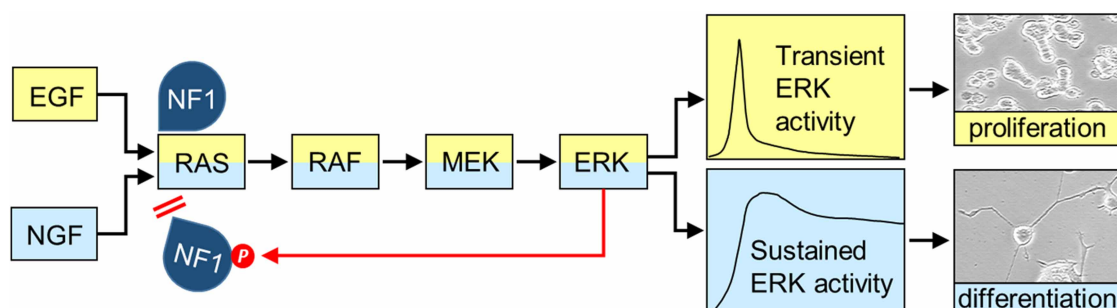 EGF
NGF
NF1
RAS
NF1
P
RAF
MEK
ERK
Transient
ERK
activity
Sustained
ERK activity
proliferation
differentiation